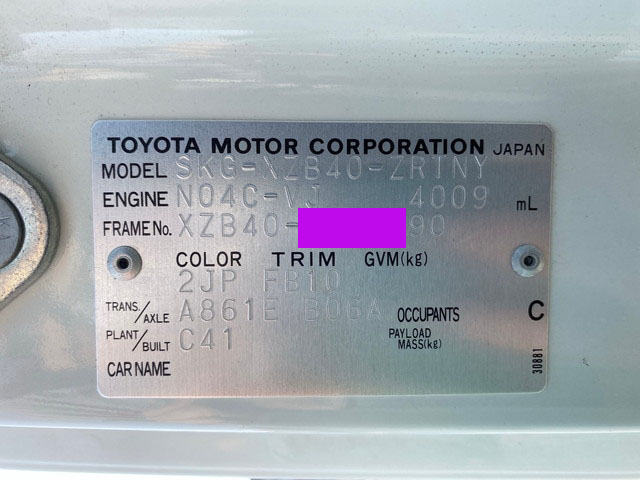 TOYOTA MOTOR CORPORATION JAPAN
MODEL SKG-XZB40-ZRTNY
ENGINE N04C-VJ 4009 mL
FRAME No. XZB40- 90
COLOR TRIM GVM(kg)
2JP FB10
TRANS/AXLE A861E B06A OCCUPANTS C
PLANT/BUILT C41 PAYLOAD MASS(kg)
CAR NAME
30881